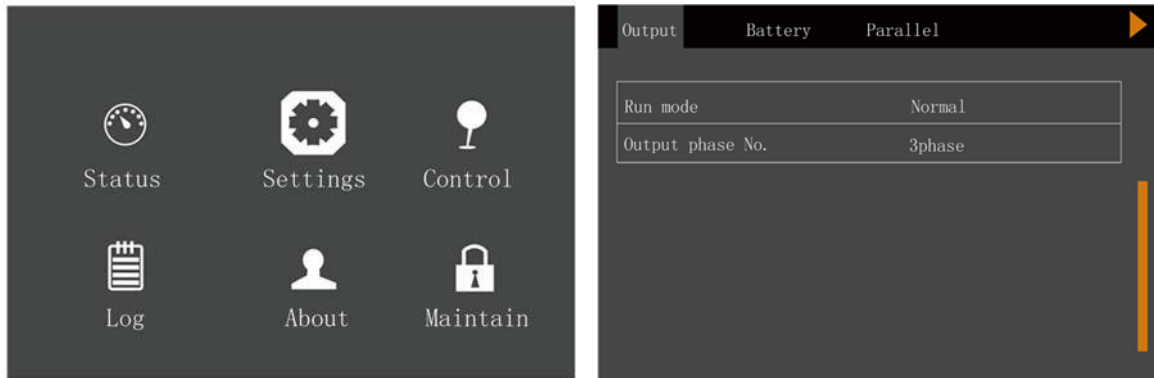 Status Settings Control
Log About Maintain
Output Battery Parallel
Run mode Normal
Output phase No. 3phase